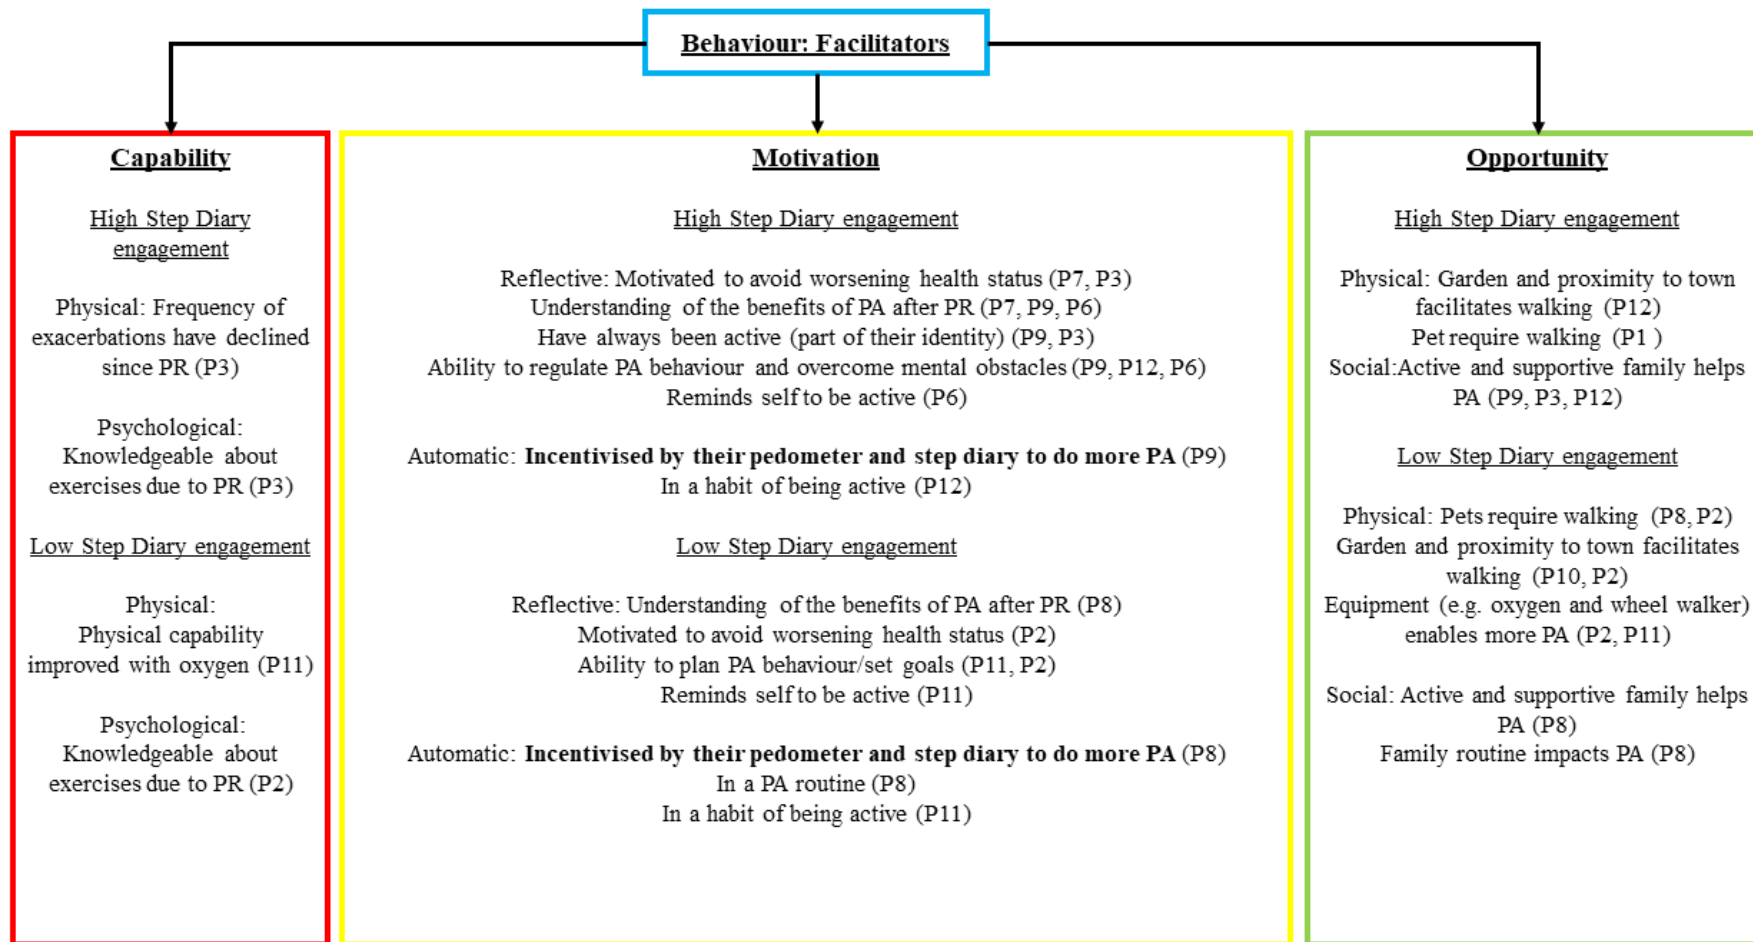 Behaviour: Facilitators
Capability
High Step Diary
engagement
Physical: Frequency of
exacerbations have declined
since PR (P3)
Psychological:
Knowledgeable about
exercises due to PR (P3)
Low Step Diary engagement
Physical:
Physical capability
improved with oxygen (P11)
Psychological:
Knowledgeable about
exercises due to PR (P2)
Motivation
High Step Diary engagement
Reflective: Motivated to avoid worsening health status (P7, P3)
Understanding of the benefits of PA after PR (P7, P9, P6)
Have always been active (part of their identity) (P9, P3)
Ability to regulate PA behaviour and overcome mental obstacles (P9, P12, P6)
Reminds self to be active (P6)
Automatic: Incentivised by their pedometer and step diary to do more PA (P9)
In a habit of being active (P12)
Low Step Diary engagement
Reflective: Understanding of the benefits of PA after PR (P8)
Motivated to avoid worsening health status (P2)
Ability to plan PA behaviour/set goals (P11, P2)
Reminds self to be active (P11)
Automatic: Incentivised by their pedometer and step diary to do more PA (P8)
In a PA routine (P8)
In a habit of being active (P11)
Opportunity
High Step Diary engagement
Physical: Garden and proximity to town
facilitates walking (P12)
Pet require walking (P1 )
Social:Active and supportive family helps
PA (P9, P3, P12)
Low Step Diary engagement
Physical: Pets require walking (P8, P2)
Garden and proximity to town facilitates
walking (P10, P2)
Equipment (e.g. oxygen and wheel walker)
enables more PA (P2, P11)
Social: Active and supportive family helps
PA (P8)
Family routine impacts PA (P8)